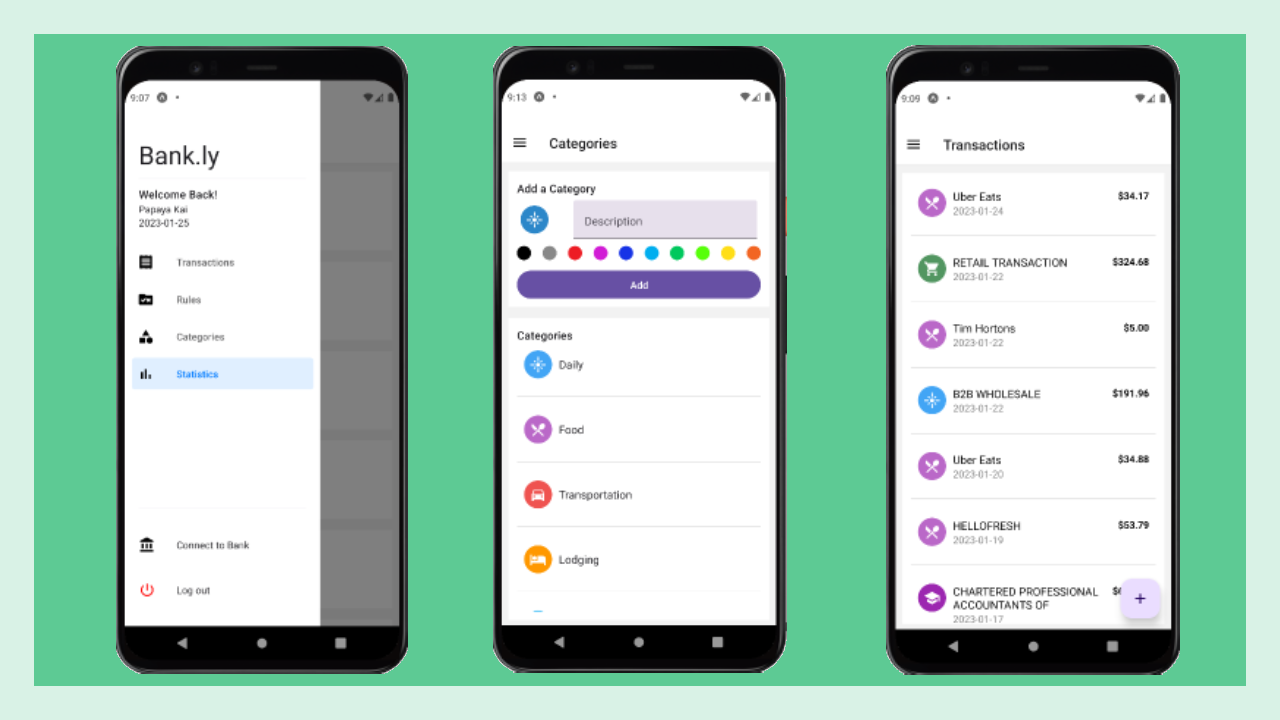 9:07
Bank.ly
Welcome Back!
Papaya Kai
2023-01-25
Transactions
Rules
Categories
Statistics
Connect to Bank
Log out
9:13
Categories
Add a Category
Description
Add
Categories
Daily
Food
Transportation
Lodging
9:09
Transactions
Uber Eats $34.17
2023-01-24
RETAIL TRANSACTION $324.68
2023-01-22
Tim Hortons $5.00
2023-01-22
B2B WHOLESALE $191.96
2023-01-22
Uber Eats $34.88
2023-01-20
HELLOFRESH $53.79
2023-01-19
CHARTERED PROFESSIONAL
ACCOUNTANTS OF
2023-01-17
+